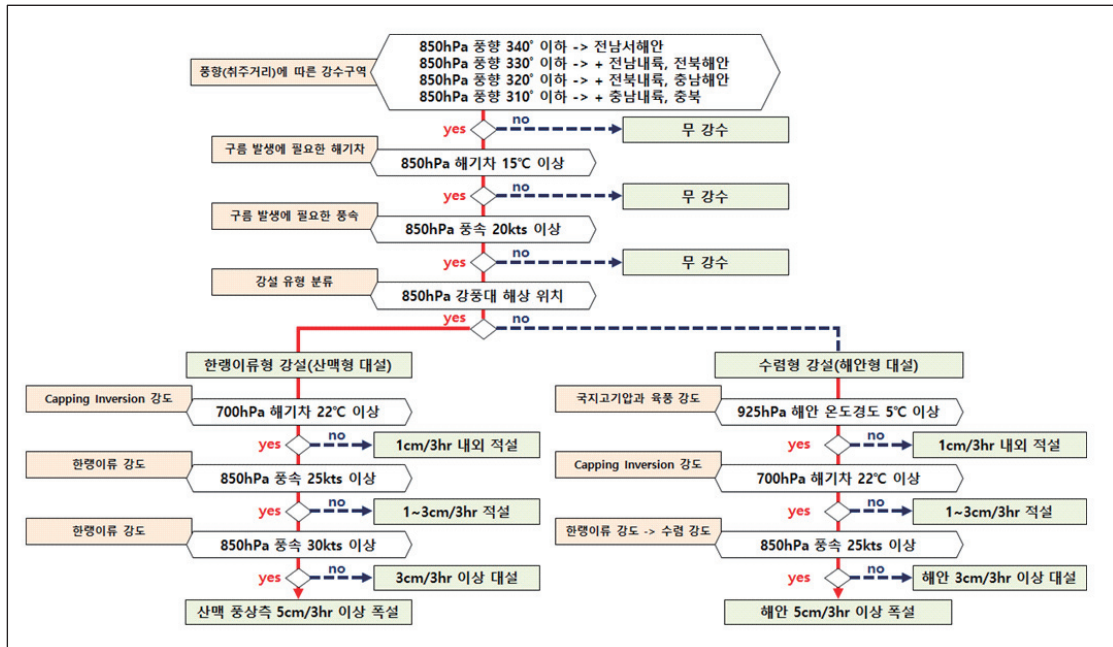 풍향(취주거리)에 따른 강수구역
850hPa 풍향 340˚ 이하 -> 전남서해안
850hPa 풍향 330˚ 이하 -> + 전남내륙, 전북해안
850hPa 풍향 320˚ 이하 -> + 전북내륙, 충남해안
850hPa 풍향 310˚ 이하 -> + 충남내륙, 충북
yes
no
무 강수
구름 발생에 필요한 해기차
850hPa 해기차 15℃ 이상
yes
no
무 강수
구름 발생에 필요한 풍속
850hPa 풍속 20kts 이상
yes
no
무 강수
강설 유형 분류
850hPa 강풍대 해상 위치
yes
no
한랭이류형 강설(산맥형 대설)
Capping Inversion 강도
700hPa 해기차 22℃ 이상
yes
no
1cm/3hr 내외 적설
한랭이류 강도
850hPa 풍속 25kts 이상
yes
no
1~3cm/3hr 적설
한랭이류 강도
850hPa 풍속 30kts 이상
yes
no
3cm/3hr 이상 대설
산맥 풍상측 5cm/3hr 이상 폭설
수렴형 강설(해안형 대설)
국지고기압과 육풍 강도
925hPa 해안 온도경도 5℃ 이상
yes
no
1cm/3hr 내외 적설
Capping Inversion 강도
700hPa 해기차 22℃ 이상
yes
no
1~3cm/3hr 적설
한랭이류 강도 -> 수렴 강도
850hPa 풍속 25kts 이상
yes
no
해안 3cm/3hr 이상 대설
해안 5cm/3hr 이상 폭설